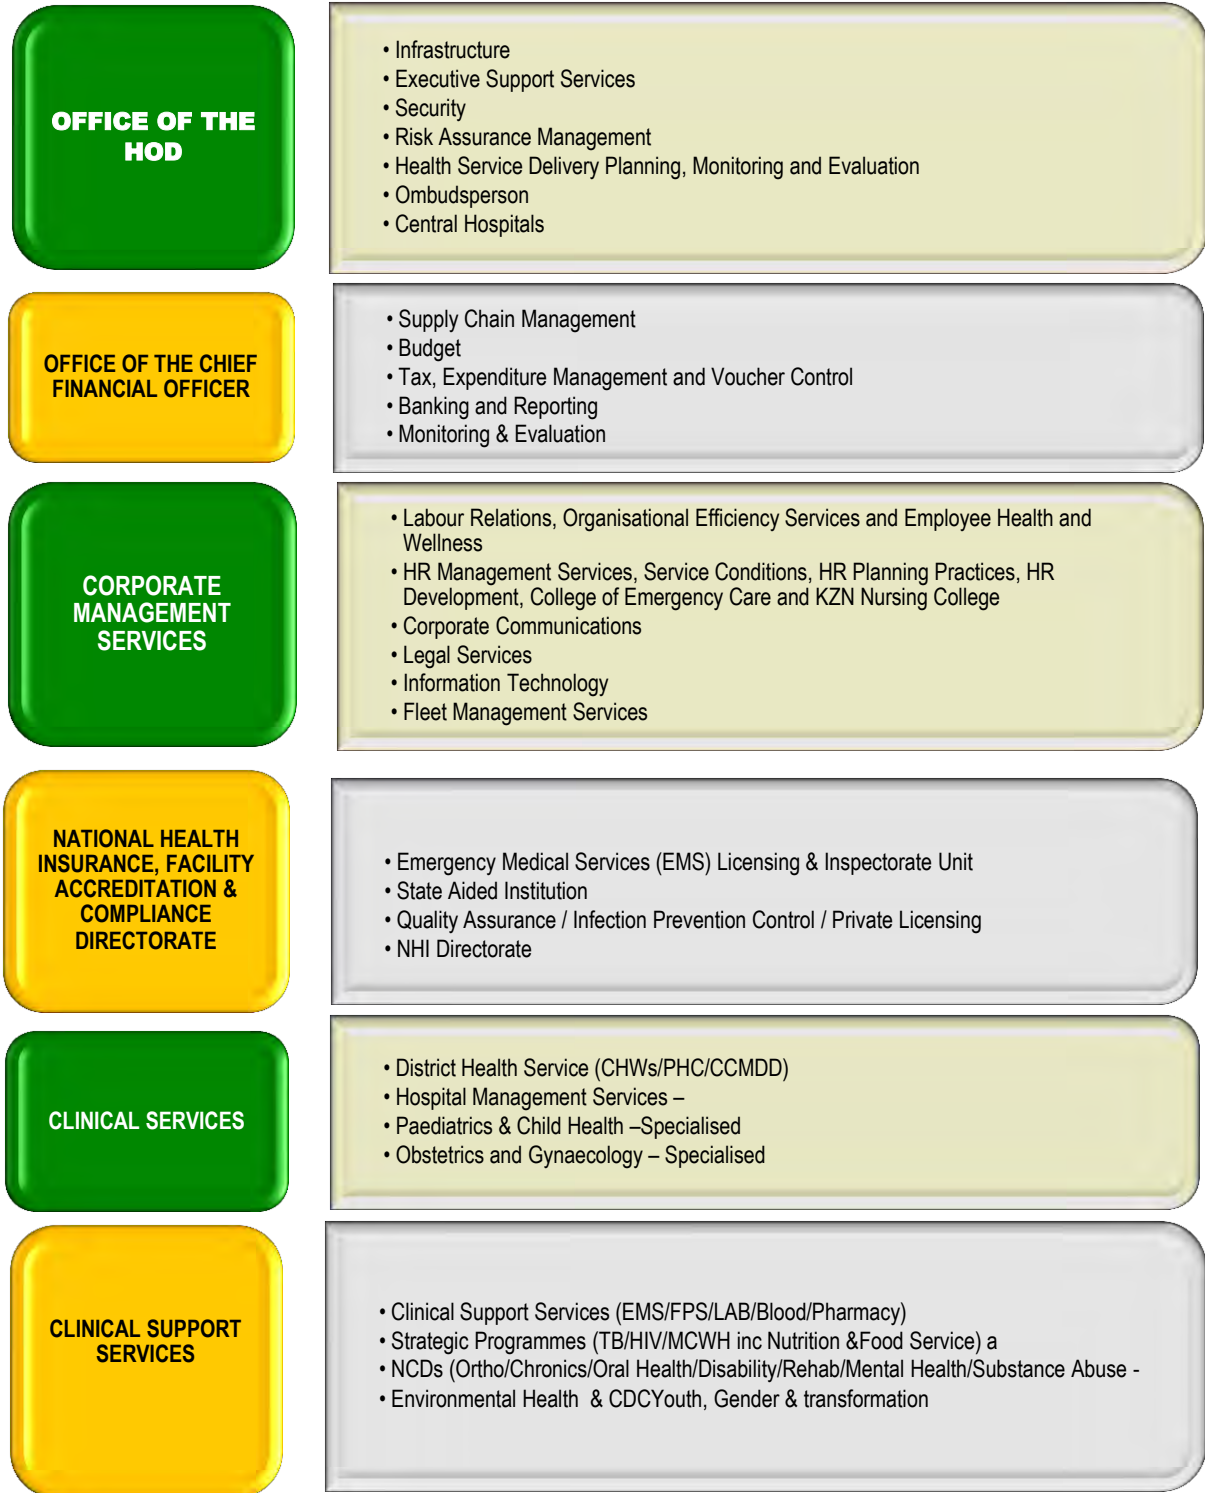 OFFICE OF THE
HOD
• Infrastructure
• Executive Support Services
• Security
• Risk Assurance Management
• Health Service Delivery Planning, Monitoring and Evaluation
• Ombudsperson
• Central Hospitals
OFFICE OF THE CHIEF
FINANCIAL OFFICER
• Supply Chain Management
• Budget
• Tax, Expenditure Management and Voucher Control
• Banking and Reporting
• Monitoring & Evaluation
CORPORATE
MANAGEMENT
SERVICES
• Labour Relations, Organisational Efficiency Services and Employee Health and
Wellness
• HR Management Services, Service Conditions, HR Planning Practices, HR
Development, College of Emergency Care and KZN Nursing College
• Corporate Communications
• Legal Services
• Information Technology
• Fleet Management Services
NATIONAL HEALTH
INSURANCE, FACILITY
ACCREDITATION &
COMPLIANCE
DIRECTORATE
• Emergency Medical Services (EMS) Licensing & Inspectorate Unit
• State Aided Institution
• Quality Assurance / Infection Prevention Control / Private Licensing
• NHI Directorate
CLINICAL SERVICES
• District Health Service (CHWs/PHC/CCMDD)
• Hospital Management Services –
• Paediatrics & Child Health –Specialised
• Obstetrics and Gynaecology – Specialised
CLINICAL SUPPORT
SERVICES
• Clinical Support Services (EMS/FPS/LAB/Blood/Pharmacy)
• Strategic Programmes (TB/HIV/MCWH inc Nutrition &Food Service) a
• NCDs (Ortho/Chronics/Oral Health/Disability/Rehab/Mental Health/Substance Abuse -
• Environmental Health & CDCYouth, Gender & transformation